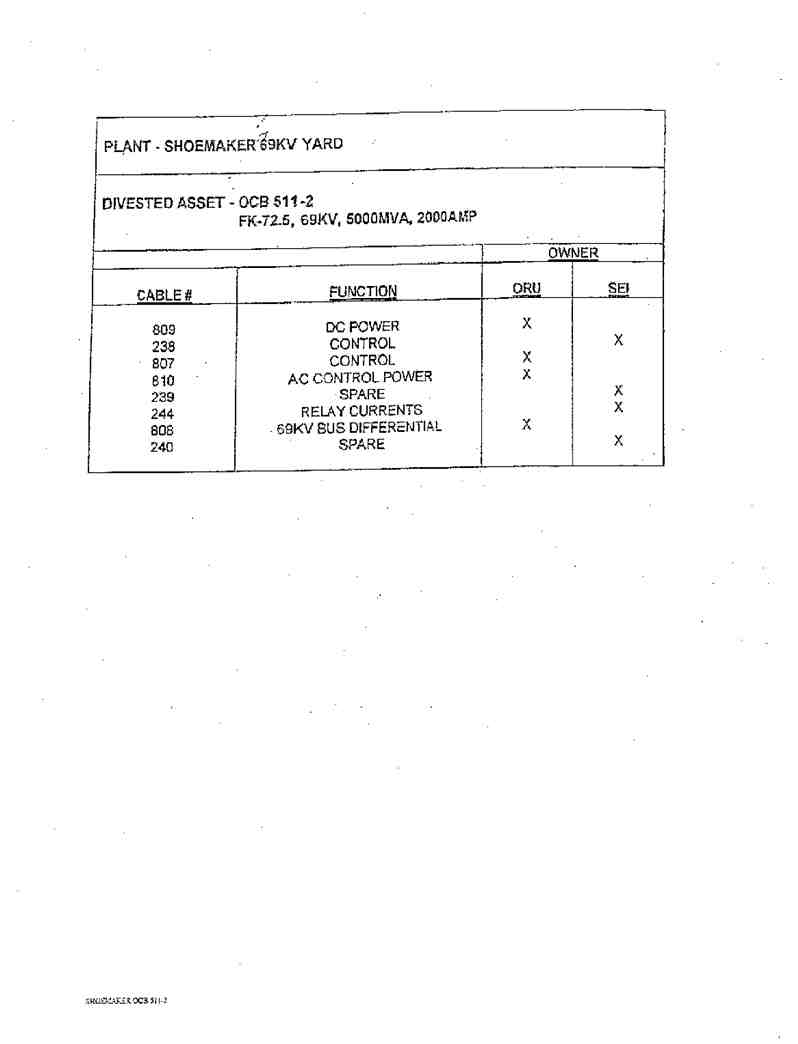 PLANT - SHOEMAKER 69KV YARD
DIVESTED ASSET - OCB 511-2
FK-72.5, 69KV, 5000MVA, 2000AMP
OWNER
CABLE # FUNCTION ORU SEI
809 DC POWER X
238 CONTROL X
807 CONTROL X
810 AC CONTROL POWER X
239 SPARE X
244 RELAY CURRENTS X
808 69KV BUS DIFFERENTIAL X
240 SPARE X
SHOEMAKER OCB 511-2